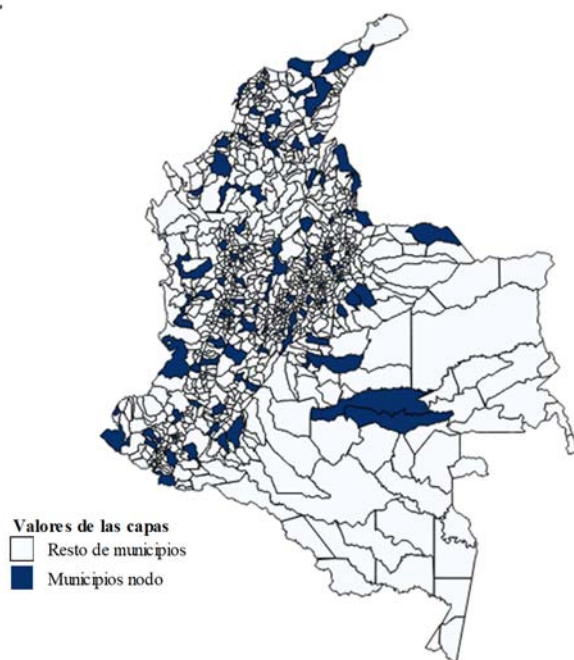 Valores de las capas
Resto de municipios
Municipios nodo